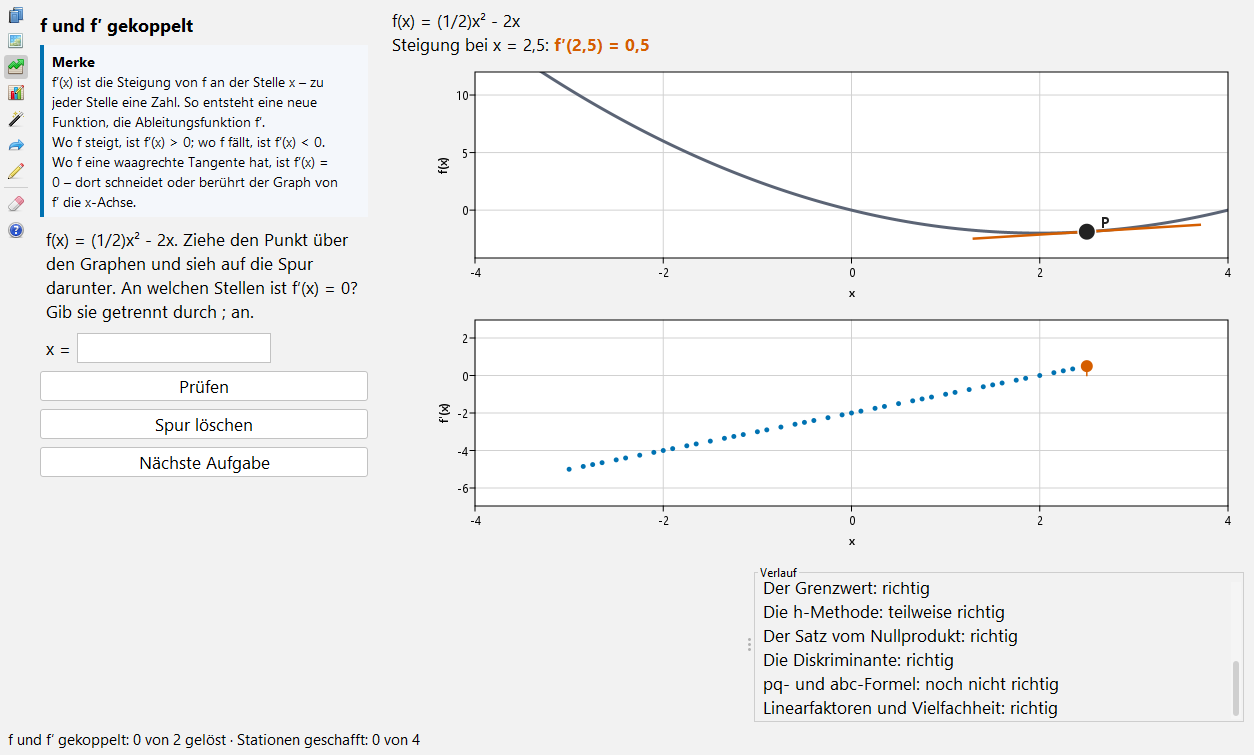 f und f′ gekoppelt
Merke
f′(x) ist die Steigung von f an der Stelle x – zu
jeder Stelle eine Zahl. So entsteht eine neue
Funktion, die Ableitungsfunktion f′.
Wo f steigt, ist f′(x) > 0; wo f fällt, ist f′(x) < 0.
Wo f eine waagrechte Tangente hat, ist f′(x) =
0 – dort schneidet oder berührt der Graph von
f′ die x-Achse.
f(x) = (1/2)x² - 2x. Ziehe den Punkt über
den Graphen und sieh auf die Spur
darunter. An welchen Stellen ist f′(x) = 0?
Gib sie getrennt durch ; an.
x =
Prüfen
Spur löschen
Nächste Aufgabe
f(x) = (1/2)x² - 2x
Steigung bei x = 2,5: f′(2,5) = 0,5
10
5
0
f(x)
P
-4 -2 0 2 4
x
2
0
-2
-4
-6
f′(x)
-4 -2 0 2 4
x
Verlauf
Der Grenzwert: richtig
Die h-Methode: teilweise richtig
Der Satz vom Nullprodukt: richtig
Die Diskriminante: richtig
pq- und abc-Formel: noch nicht richtig
Linearfaktoren und Vielfachheit: richtig
f und f′ gekoppelt: 0 von 2 gelöst · Stationen geschafft: 0 von 4